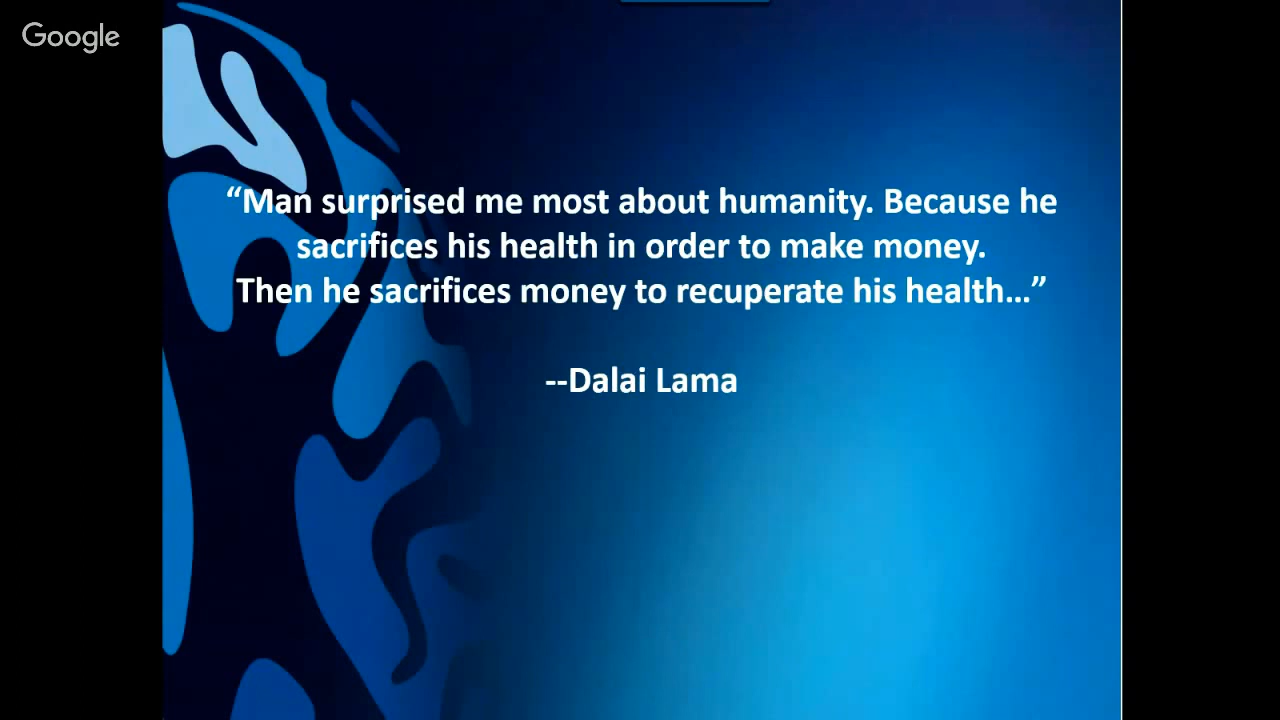 Google
“Man surprised me most about humanity. Because he
sacrifices his health in order to make money.
Then he sacrifices money to recuperate his health...”
--Dalai Lama